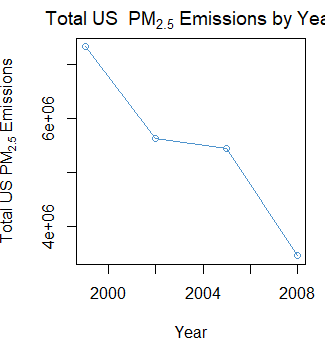 Total US PM2.5 Emissions by Yea
Total US PM2.5 Emissions
6e+06
4e+06
2000 2004 2008
Year